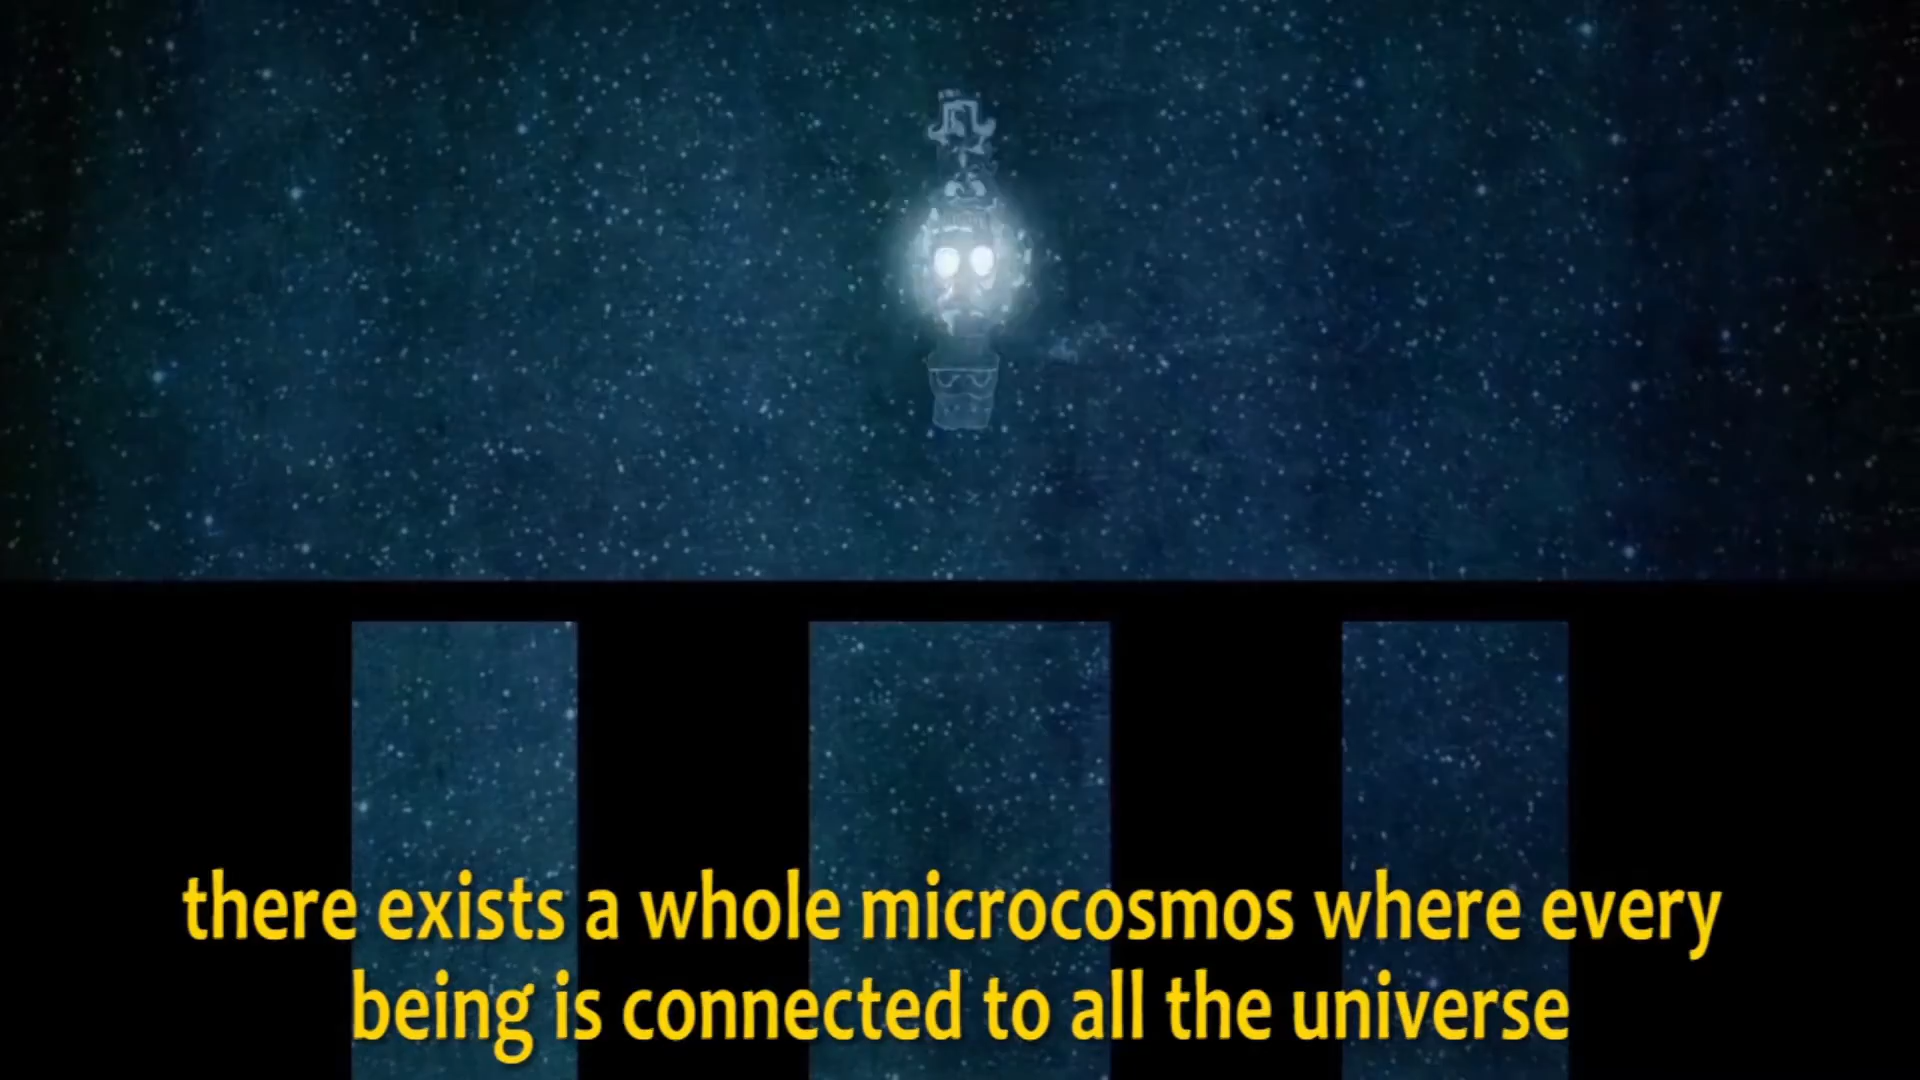 there exists a whole microcosmos where every
being is connected to all the universe